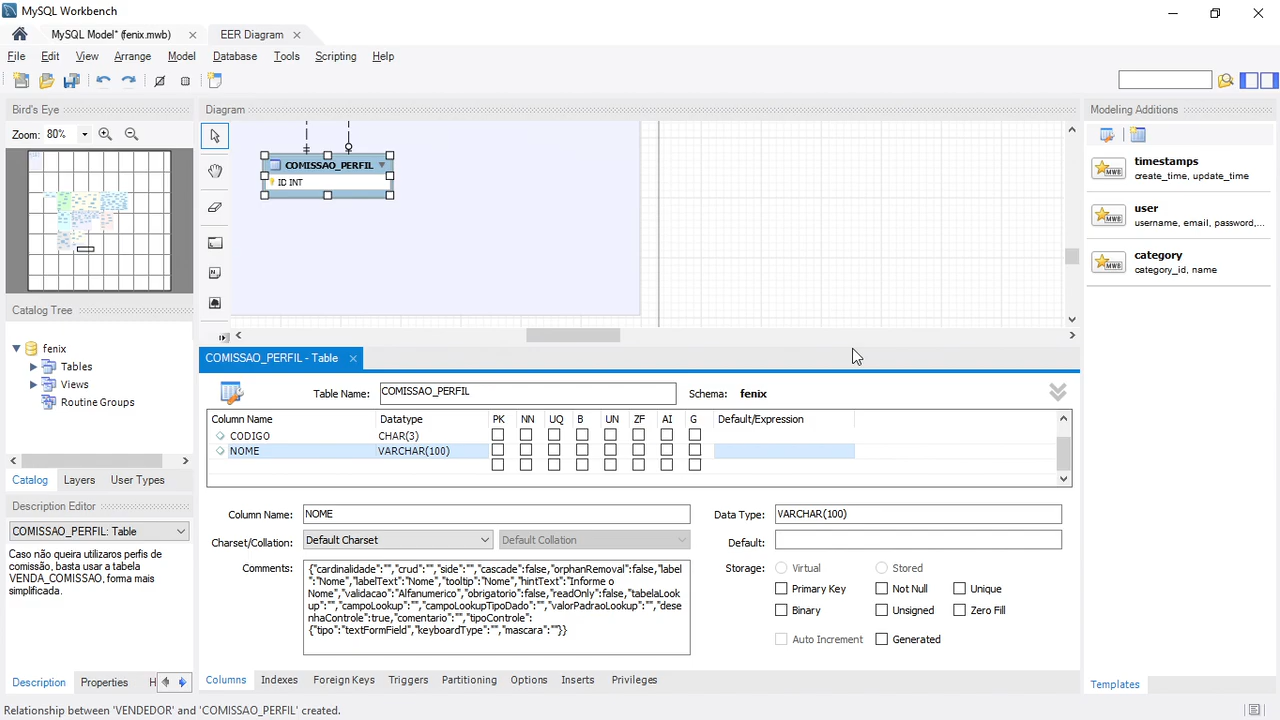 MySQL Workbench
MySQL Model* (fenix.mwb)
EER Diagram
File Edit View Arrange Model Database Tools Scripting Help
Bird's Eye
Zoom: 80%
Catalog Tree
fenix
Tables
Views
Routine Groups
Catalog Layers User Types
Description Editor
COMISSAO_PERFIL: Table
Caso não queira utilizaros perfis de
comissão, basta usar a tabela
VENDA_COMISSAO, forma mais
simplificada.
Description Properties H
Diagram
COMISSAO_PERFIL
ID INT
COMISSAO_PERFIL - Table
Table Name: COMISSAO_PERFIL Schema: fenix
Column Name Datatype PK NN UQ B UN ZF AI G Default/Expression
CODIGO CHAR(3)
NOME VARCHAR(100)
Column Name: NOME
Data Type: VARCHAR(100)
Charset/Collation: Default Charset Default Collation
Default:
Comments:
{"cardinalidade":"","crud":"","side":"","cascade":false,"orphanRemoval":false,"label
":"Nome","labelText":"Nome","tooltip":"Nome","hintText":"Informe o
Nome","validacao":"Alfanumerico","obrigatorio":false,"readOnly":false,"tabelaLook
up":"","campoLookup":"","campoLookupTipoDado":"","valorPadraoLookup":"","dese
nhaControle":true,"comentario":"","tipoControle":
{"tipo":"textFormField","keyboardType":"","mascara":""}}
Storage: Virtual Stored
Primary Key Not Null Unique
Binary Unsigned Zero Fill
Auto Increment Generated
Columns Indexes Foreign Keys Triggers Partitioning Options Inserts Privileges
Modeling Additions
timestamps
create_time, update_time
user
username, email, password,...
category
category_id, name
Templates
Relationship between 'VENDEDOR' and 'COMISSAO_PERFIL' created.